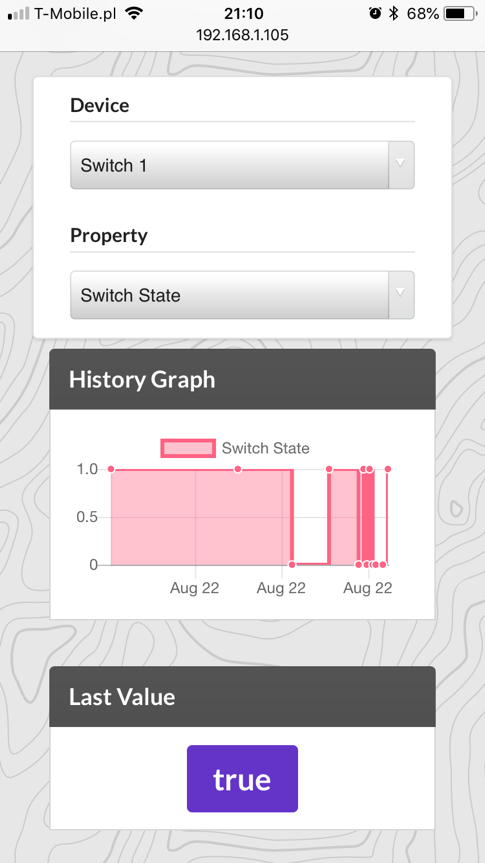 T-Mobile.pl 21:10 68%
192.168.1.105
Device
Switch 1
Property
Switch State
History Graph
Switch State
1.0
0.5
0
Aug 22 Aug 22 Aug 22
Last Value
true